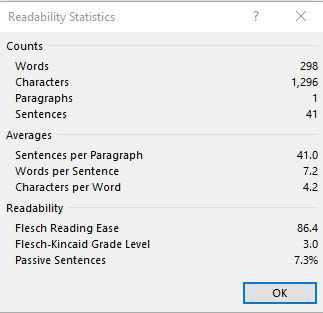 Readability Statistics ? ×
Counts
Words 298
Characters 1,296
Paragraphs 1
Sentences 41
Averages
Sentences per Paragraph 41.0
Words per Sentence 7.2
Characters per Word 4.2
Readability
Flesch Reading Ease 86.4
Flesch-Kincaid Grade Level 3.0
Passive Sentences 7.3%
OK